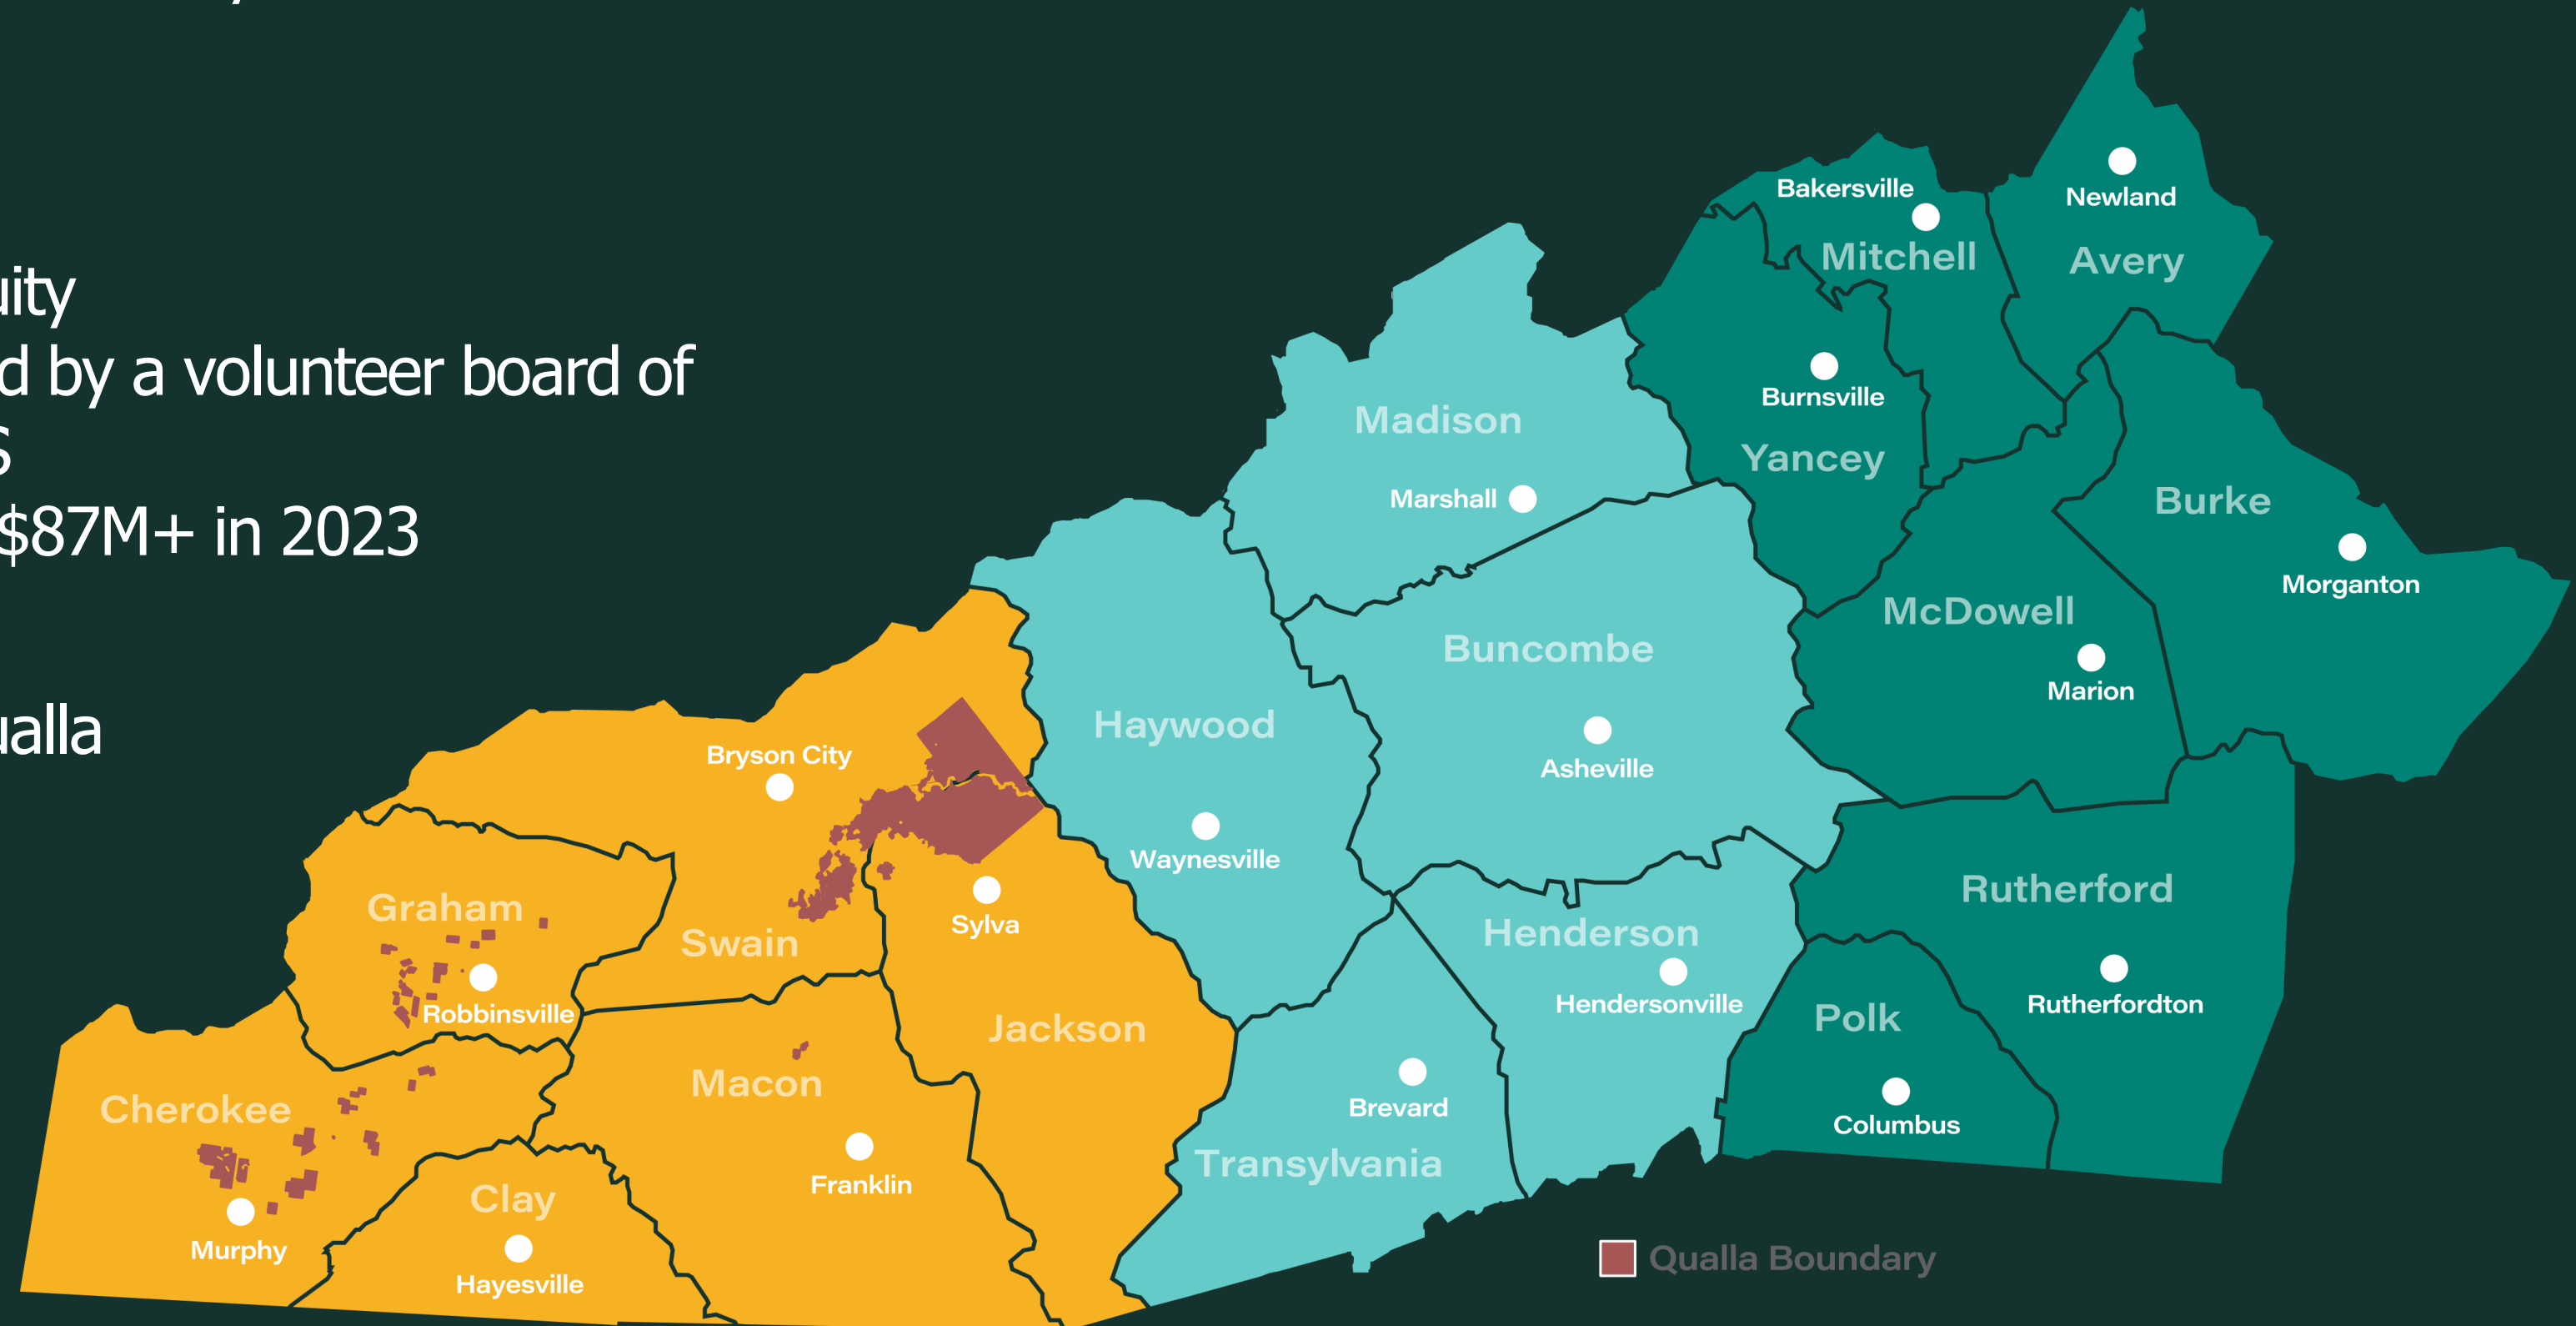 uity
d by a volunteer board of
s
$87M+ in 2023
ualla
Newland
Avery
Bakersville
Mitchell
Burnsville
Yancey
Madison
Marshall
Burke
Morganton
McDowell
Marion
Buncombe
Asheville
Haywood
Waynesville
Bryson City
Swain
Sylva
Jackson
Graham
Robbinsville
Henderson
Hendersonville
Rutherford
Rutherfordton
Polk
Columbus
Brevard
Transylvania
Macon
Franklin
Cherokee
Murphy
Clay
Hayesville
Qualla Boundary